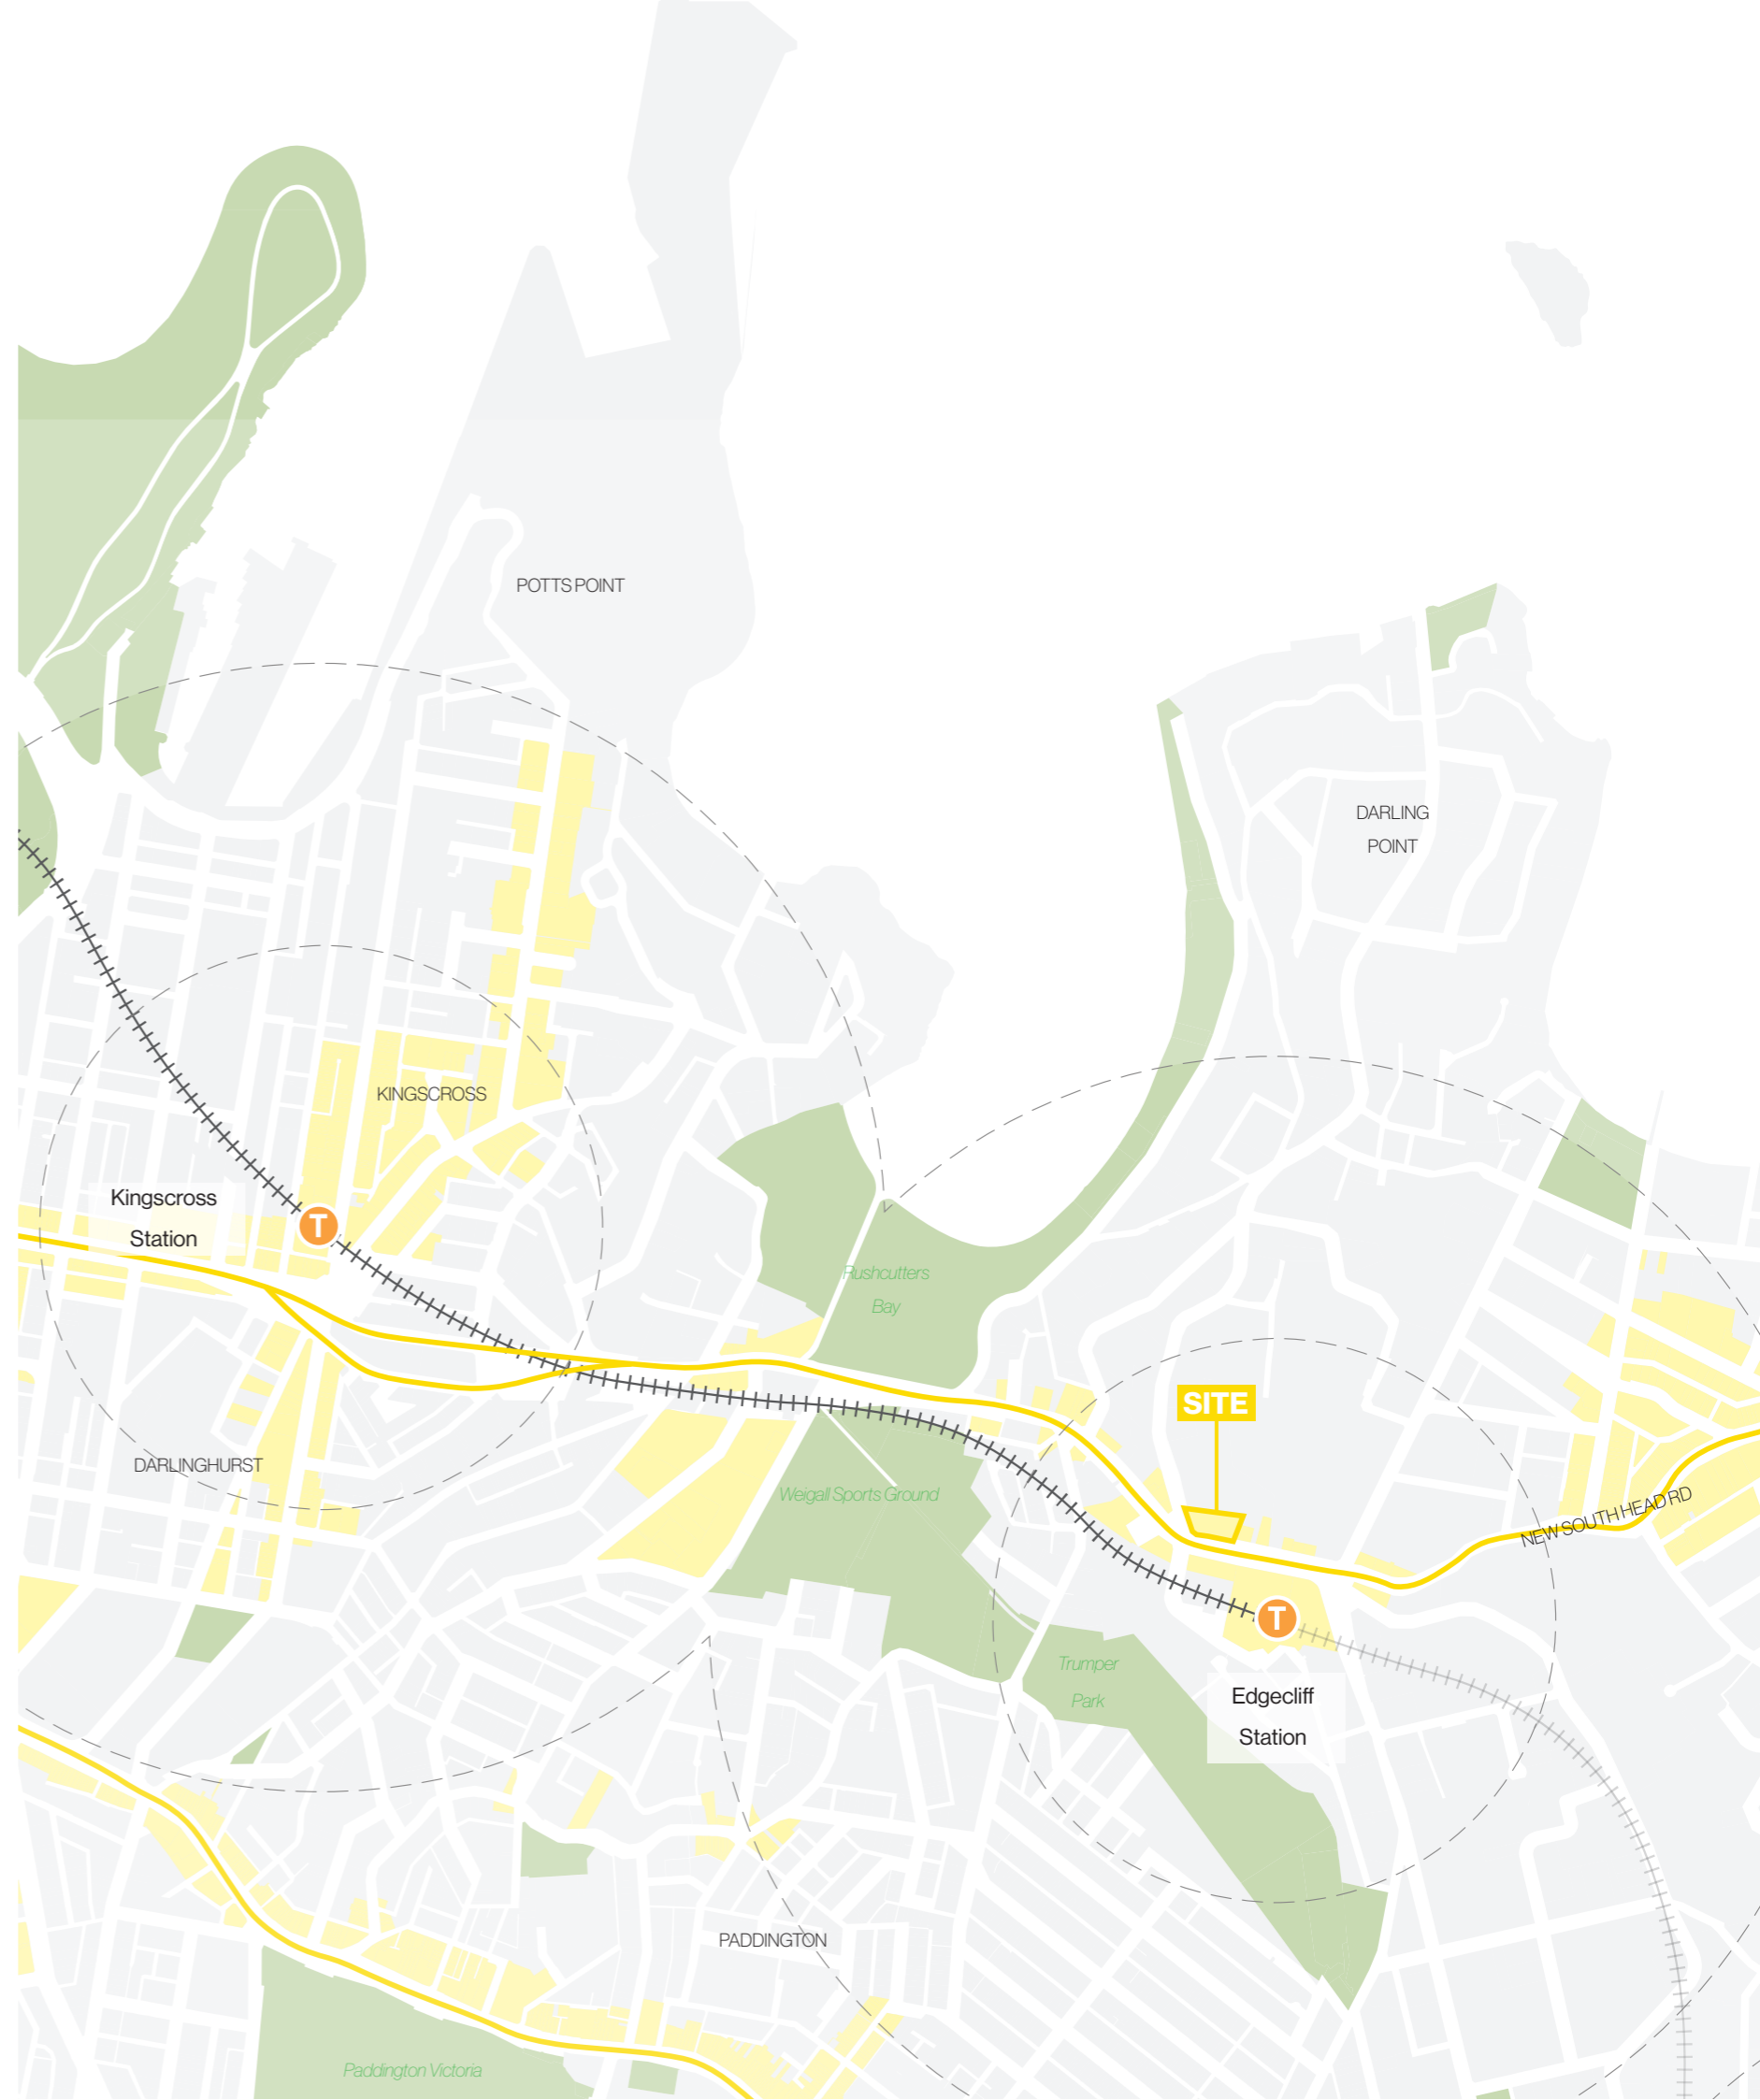 POTTS POINT
DARLING
POINT
KINGSCROSS
Kingscross
Station
T
Rushcutters
Bay
SITE
DARLINGHURST
Weigall Sports Ground
NEW SOUTH HEAD RD
T
Trumper
Park
Edgecliff
Station
PADDINGTON
Paddington Victoria